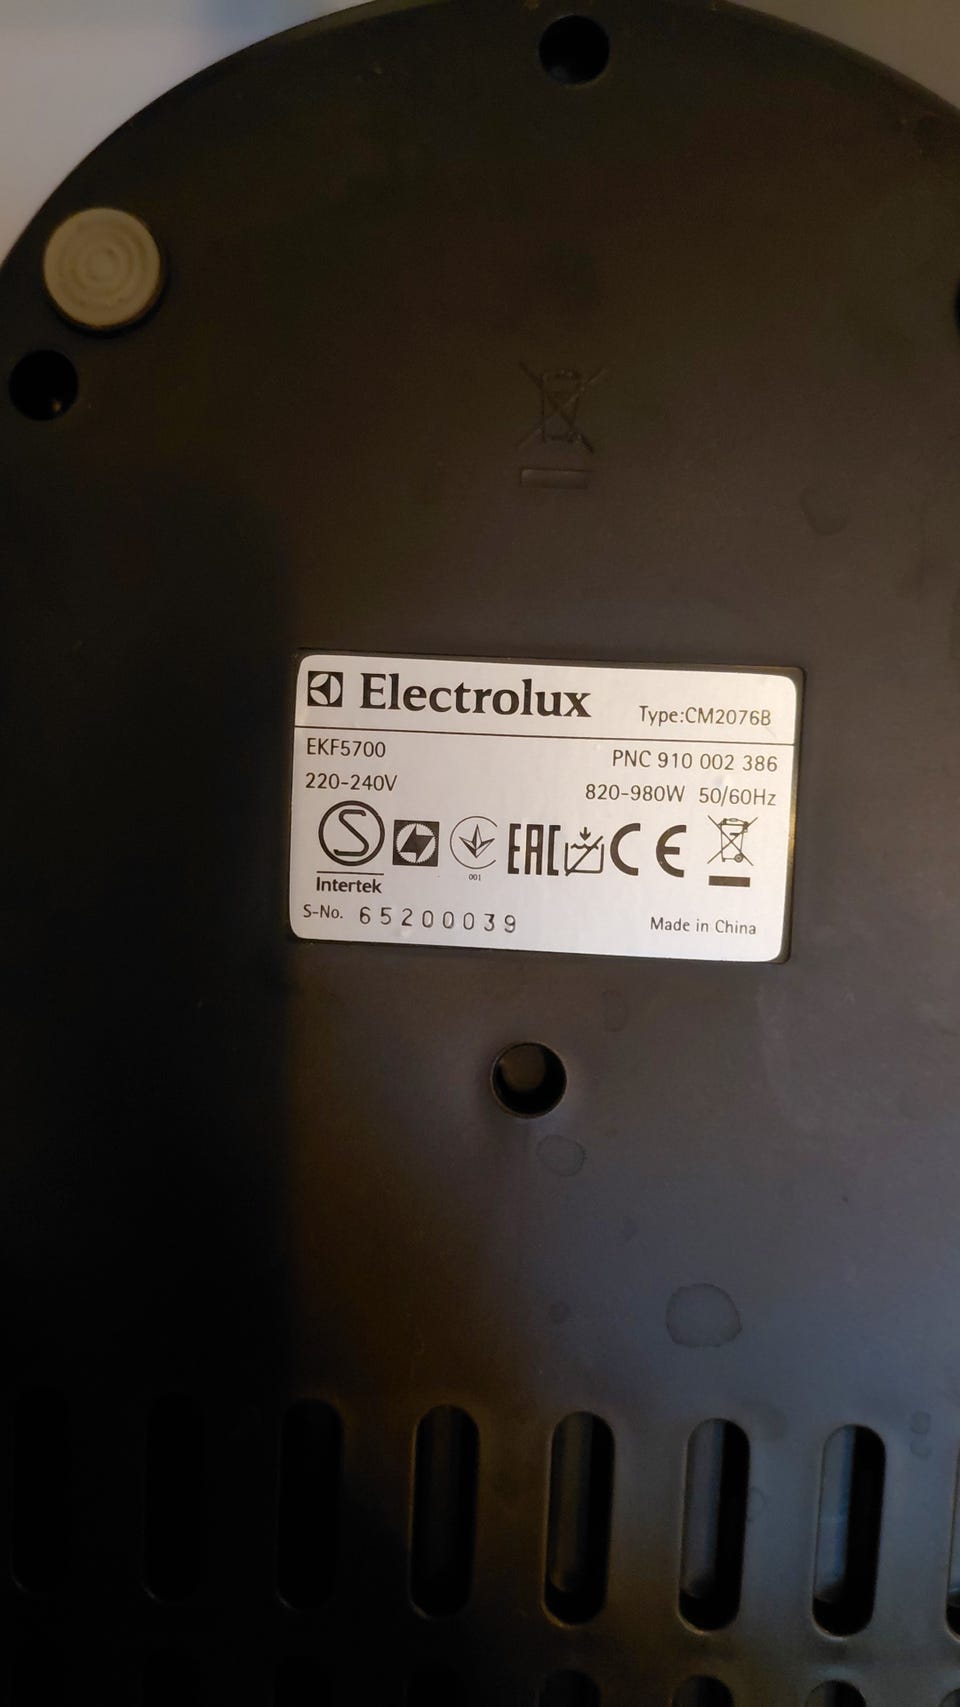 Electrolux Type:CM2076B
EKF5700 PNC 910 002 386
220-240V 820-980W 50/60Hz
S
001
EAC CE
Intertek
S-No. 65200039 Made in China